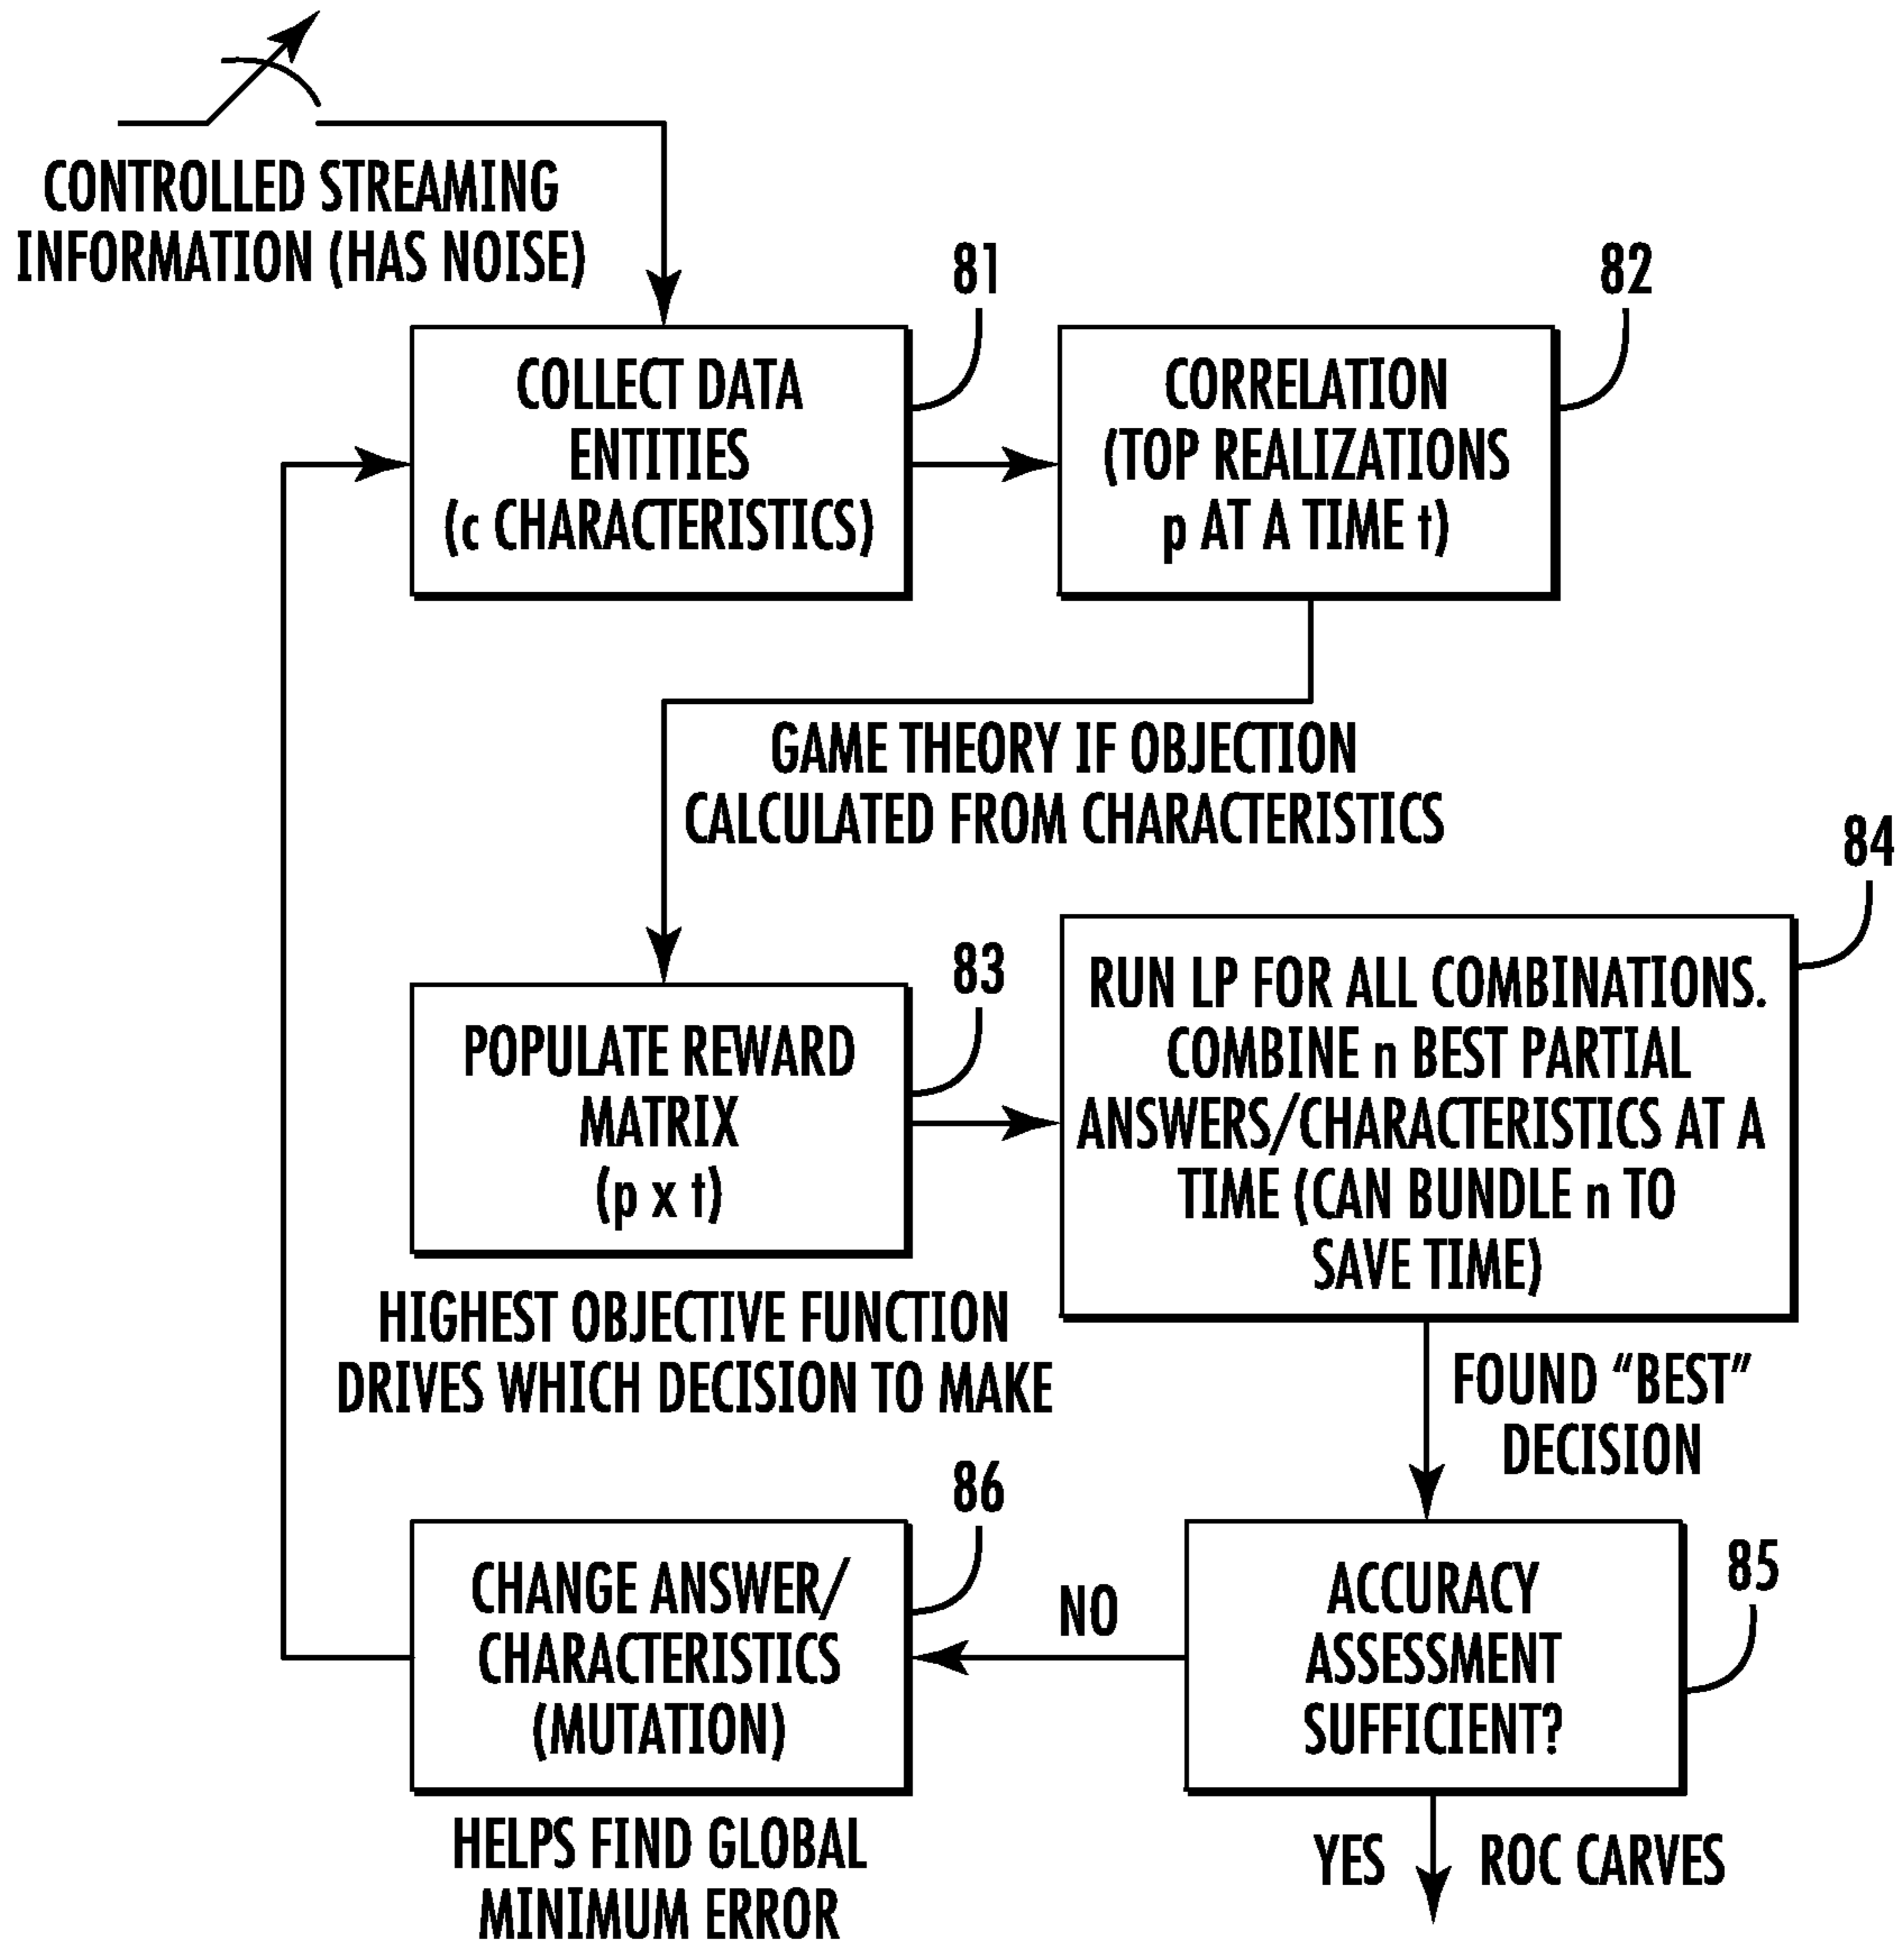 CONTROLLED STREAMING
INFORMATION (HAS NOISE)
81
82
COLLECT DATA
ENTITIES
(c CHARACTERISTICS)
CORRELATION
(TOP REALIZATIONS
p AT A TIME t)
GAME THEORY IF OBJECTION
CALCULATED FROM CHARACTERISTICS
83
84
POPULATE REWARD
MATRIX
(p x t)
RUN LP FOR ALL COMBINATIONS.
COMBINE n BEST PARTIAL
ANSWERS/CHARACTERISTICS AT A
TIME (CAN BUNDLE n TO
SAVE TIME)
HIGHEST OBJECTIVE FUNCTION
DRIVES WHICH DECISION TO MAKE
FOUND "BEST"
DECISION
86
85
CHANGE ANSWER/
CHARACTERISTICS
(MUTATION)
NO
ACCURACY
ASSESSMENT
SUFFICIENT?
HELPS FIND GLOBAL
MINIMUM ERROR
YES
ROC CARVES